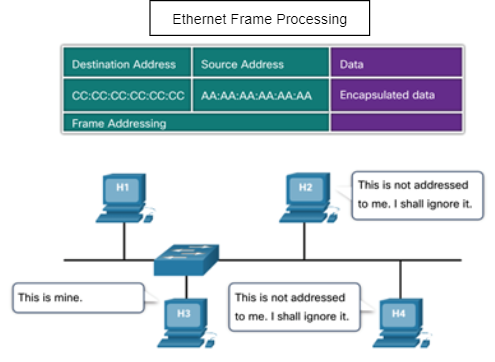 Ethernet Frame Processing
Destination Address Source Address Data
CC:CC:CC:CC:CC:CC AA:AA:AA:AA:AA:AA Encapsulated data
Frame Addressing
H1
H2
This is not addressed
to me. I shall ignore it.
This is mine.
H3
This is not addressed
to me. I shall ignore it.
H4